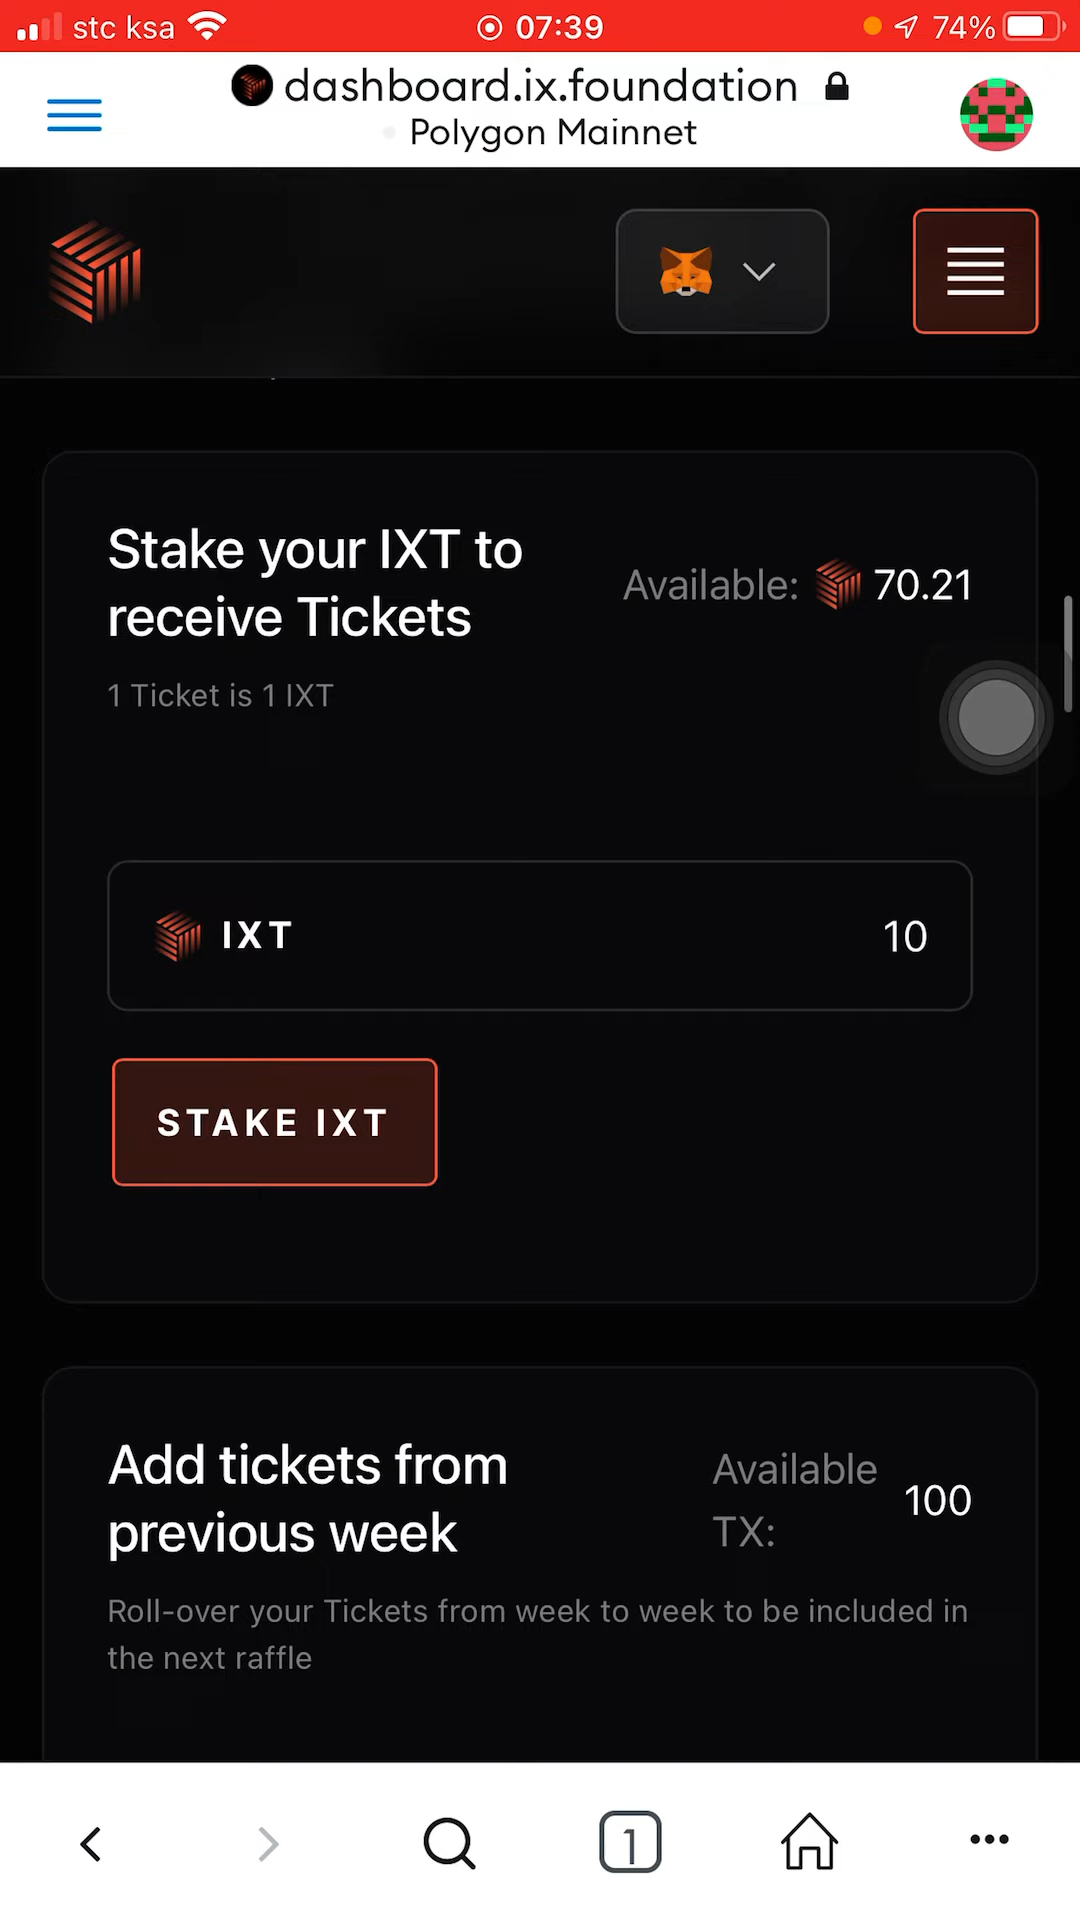 stc ksa 07:39 74%
dashboard.ix.foundation
Polygon Mainnet
Stake your IXT to
receive Tickets
Available: 70.21
1 Ticket is 1 IXT
IXT 10
STAKE IXT
Add tickets from
previous week
Available
TX:
100
Roll-over your Tickets from week to week to be included in
the next raffle
1